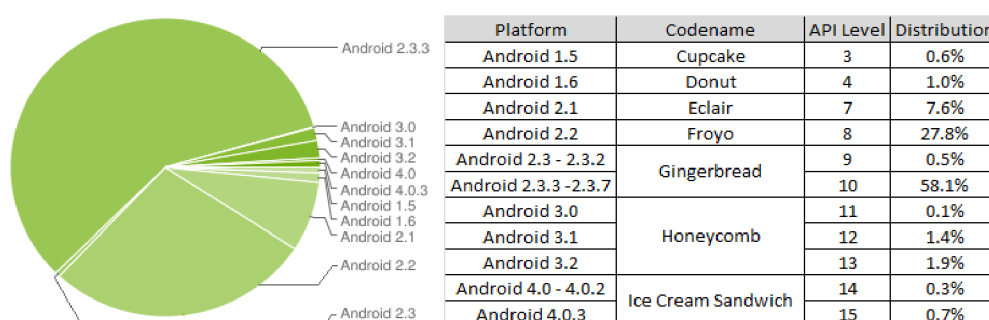 Android 2.3.3
Android 3.0
Android 3.1
Android 3.2
Android 4.0
Android 4.0.3
Android 1.5
Android 1.6
Android 2.1
Android 2.2
Android 2.3
Platform Codename API Level Distribution
Android 1.5 Cupcake 3 0.6%
Android 1.6 Donut 4 1.0%
Android 2.1 Eclair 7 7.6%
Android 2.2 Froyo 8 27.8%
Android 2.3 - 2.3.2 Gingerbread 9 0.5%
Android 2.3.3 -2.3.7 10 58.1%
Android 3.0 11 0.1%
Android 3.1 Honeycomb 12 1.4%
Android 3.2 13 1.9%
Android 4.0 - 4.0.2 Ice Cream Sandwich 14 0.3%
Android 4.0.3 15 0.7%